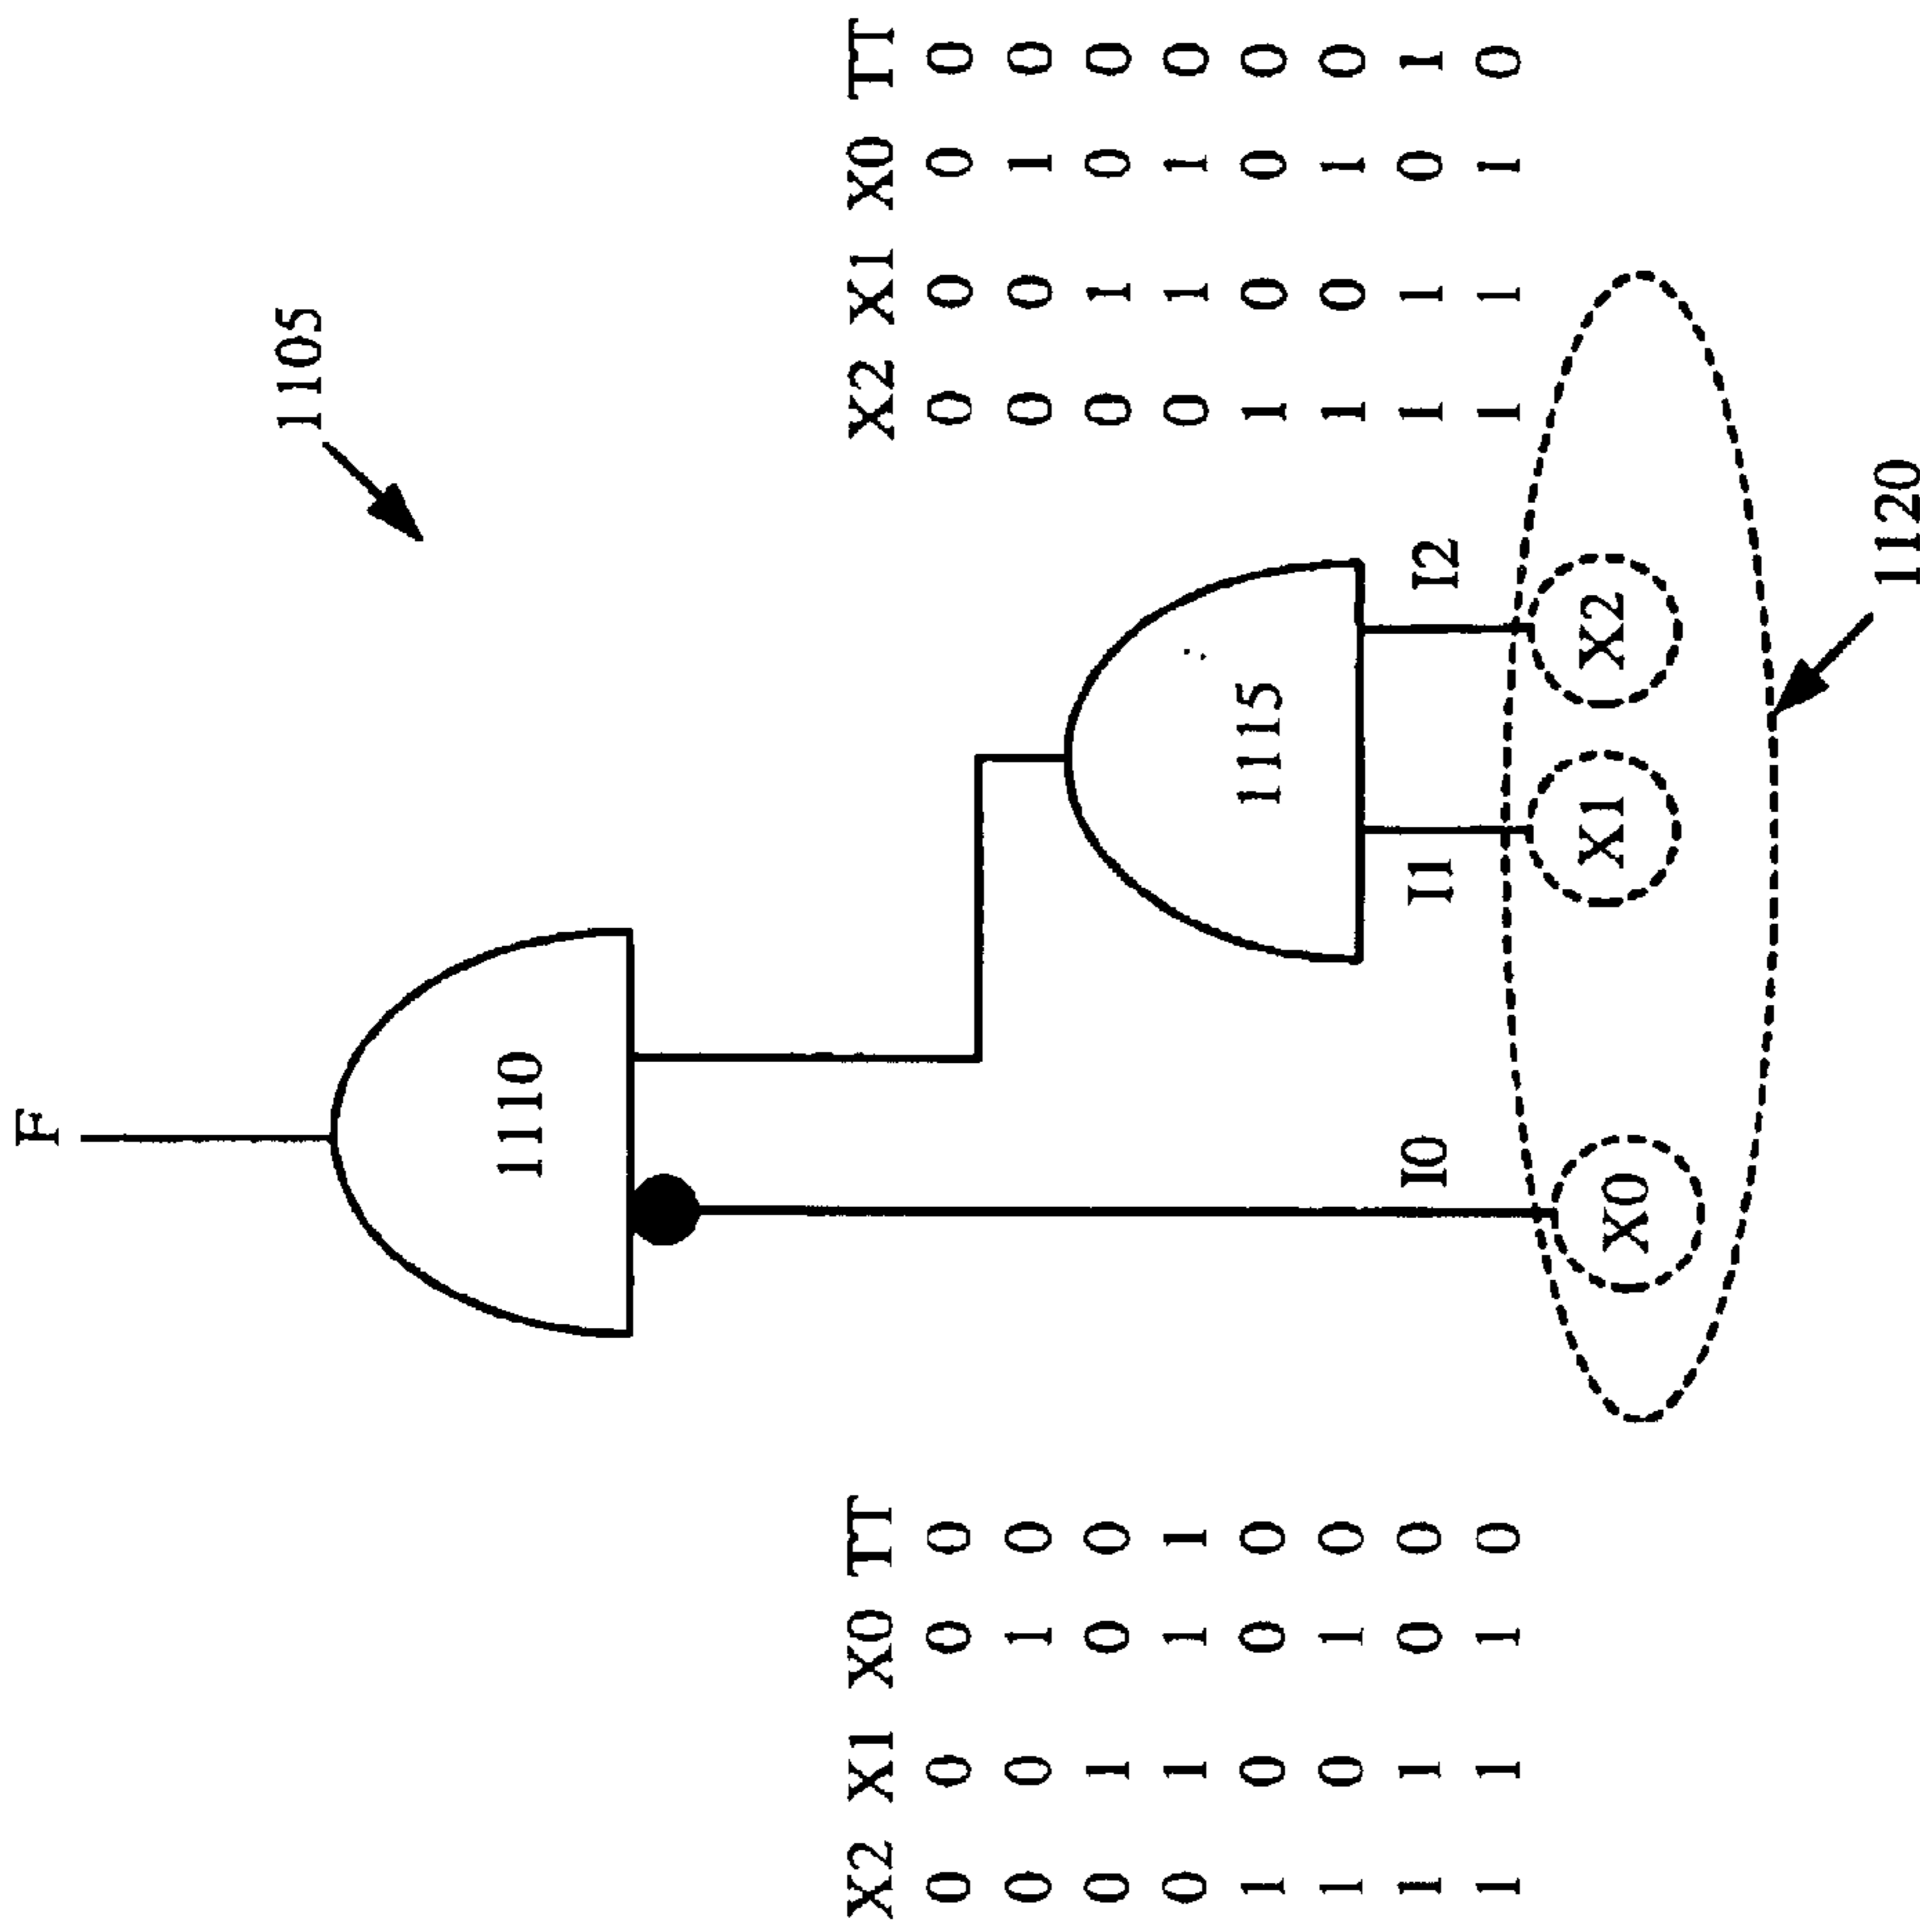 F
1105
1110
X2 X1 X0 TT
0 0 0 0
0 0 1 0
0 1 0 0
0 1 1 1
1 0 0 0
1 0 1 0
1 1 0 0
1 1 1 0
1115
I0
I1
I2
X0
X1
X2
X2 X1 X0 TT
0 0 0 0
0 0 1 0
0 1 0 0
0 1 1 0
1 0 0 0
1 0 1 0
1 1 0 1
1 1 1 0
1120